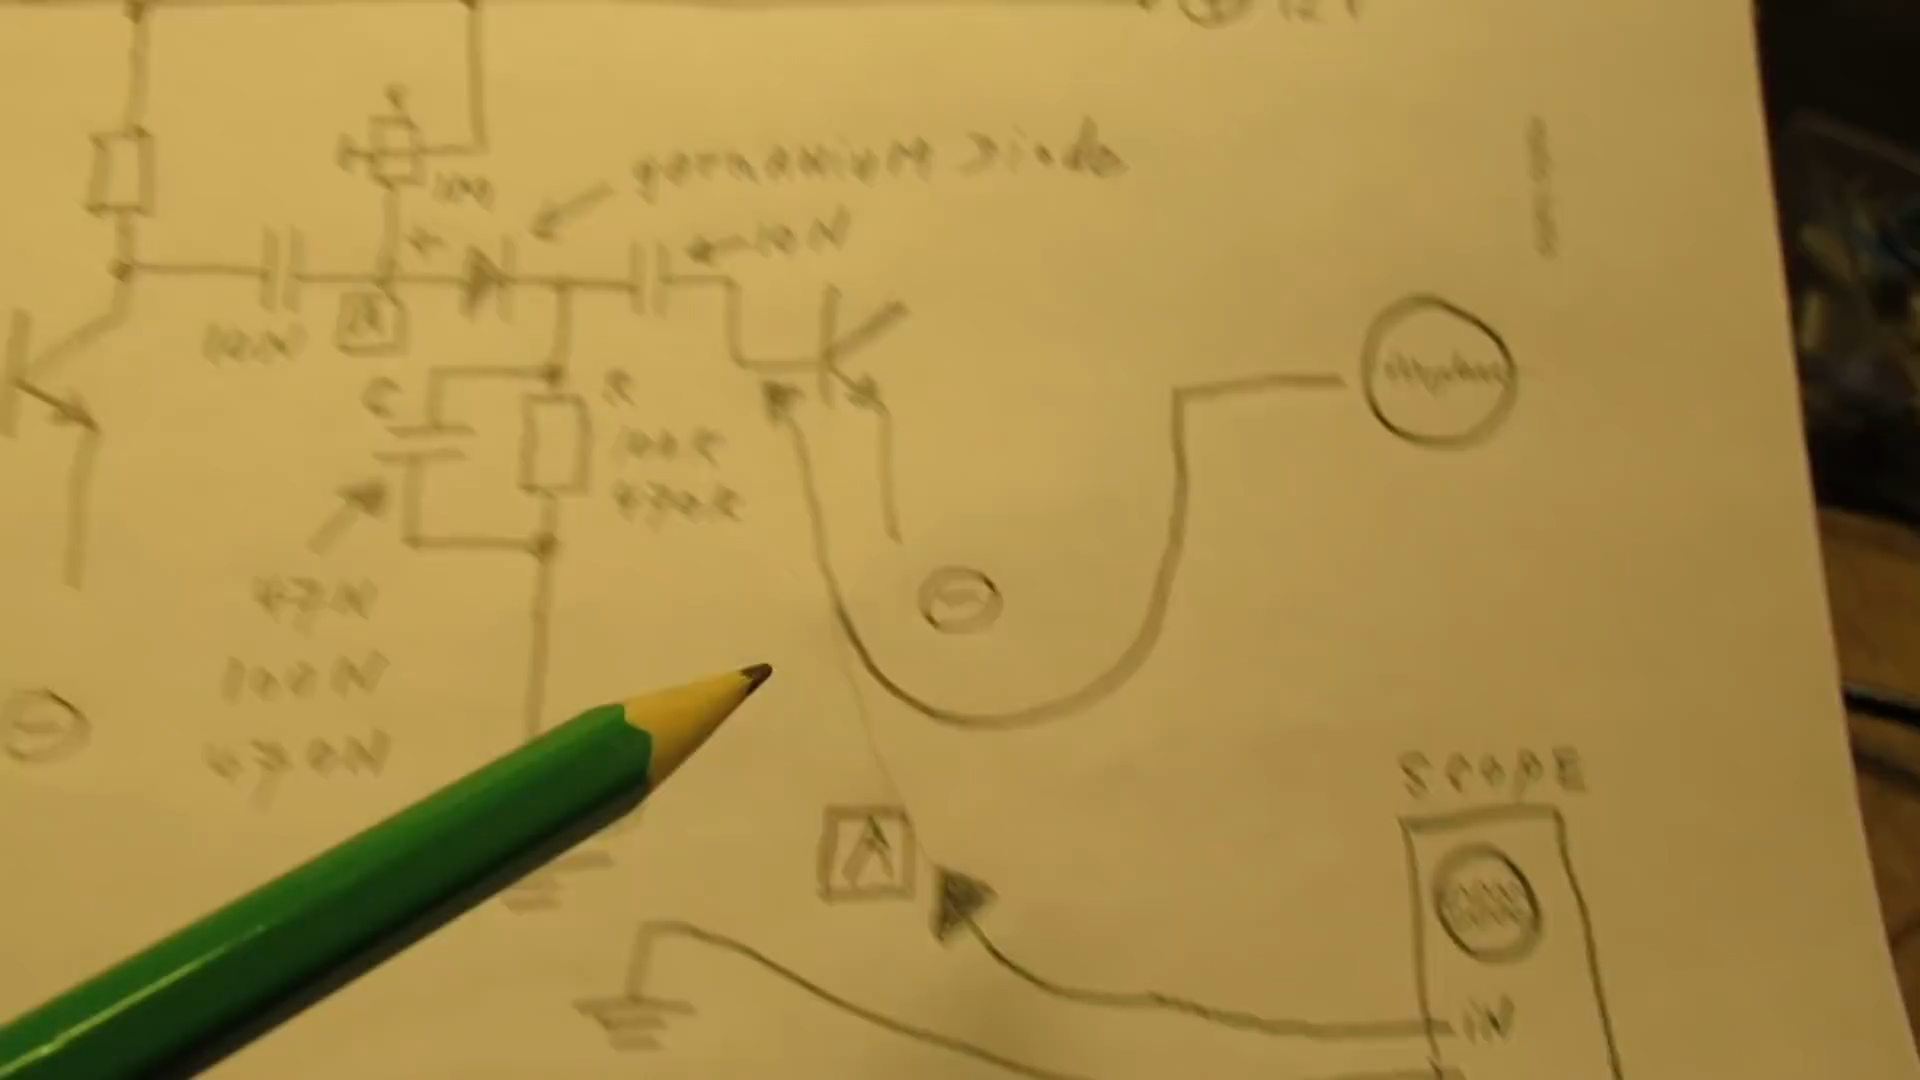 germanium Diode
100
10N
10N
A
C
R
100K
470K
47N
100N
470N
A
SCOPE
IN